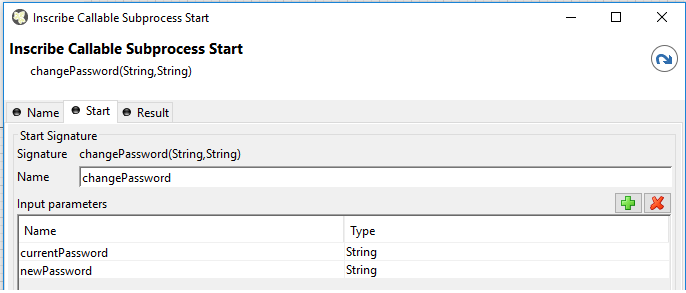 Inscribe Callable Subprocess Start
Inscribe Callable Subprocess Start
changePassword(String,String)
Name Start Result
Start Signature
Signature changePassword(String,String)
Name changePassword
Input parameters
Name Type
currentPassword String
newPassword String